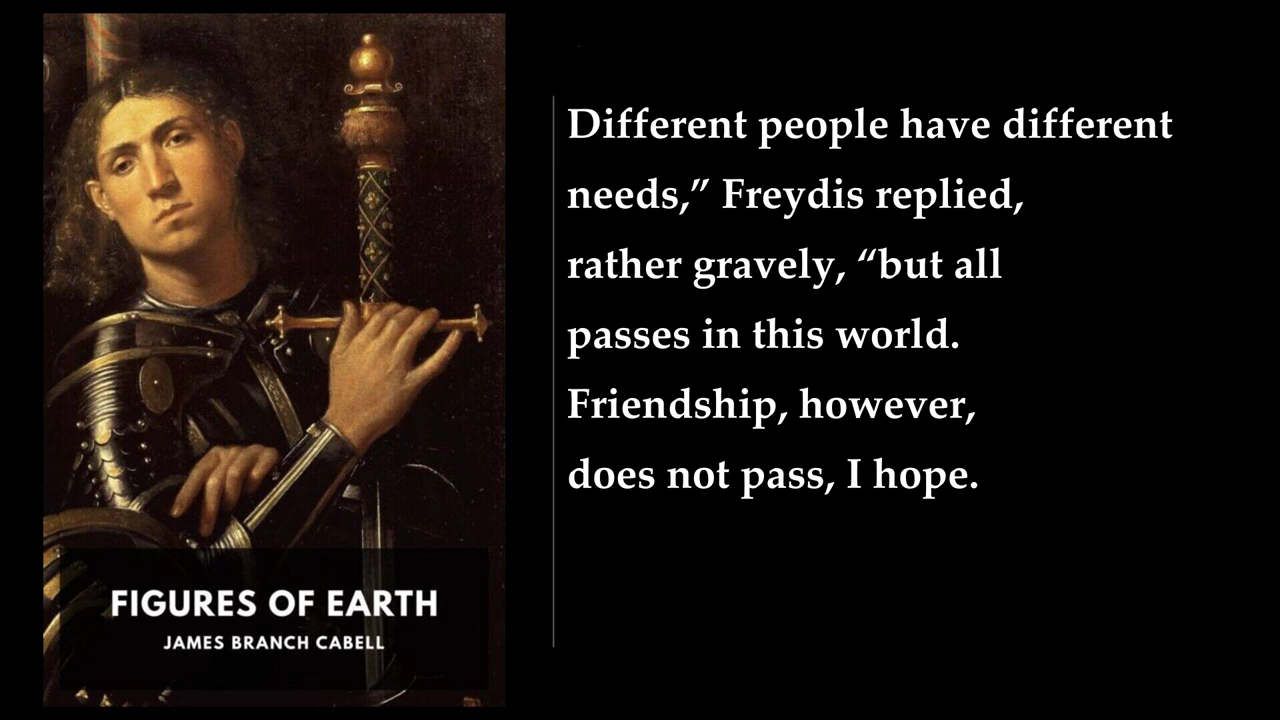 FIGURES OF EARTH
JAMES BRANCH CABELL
Different people have different
needs,” Freydis replied,
rather gravely, “but all
passes in this world.
Friendship, however,
does not pass, I hope.